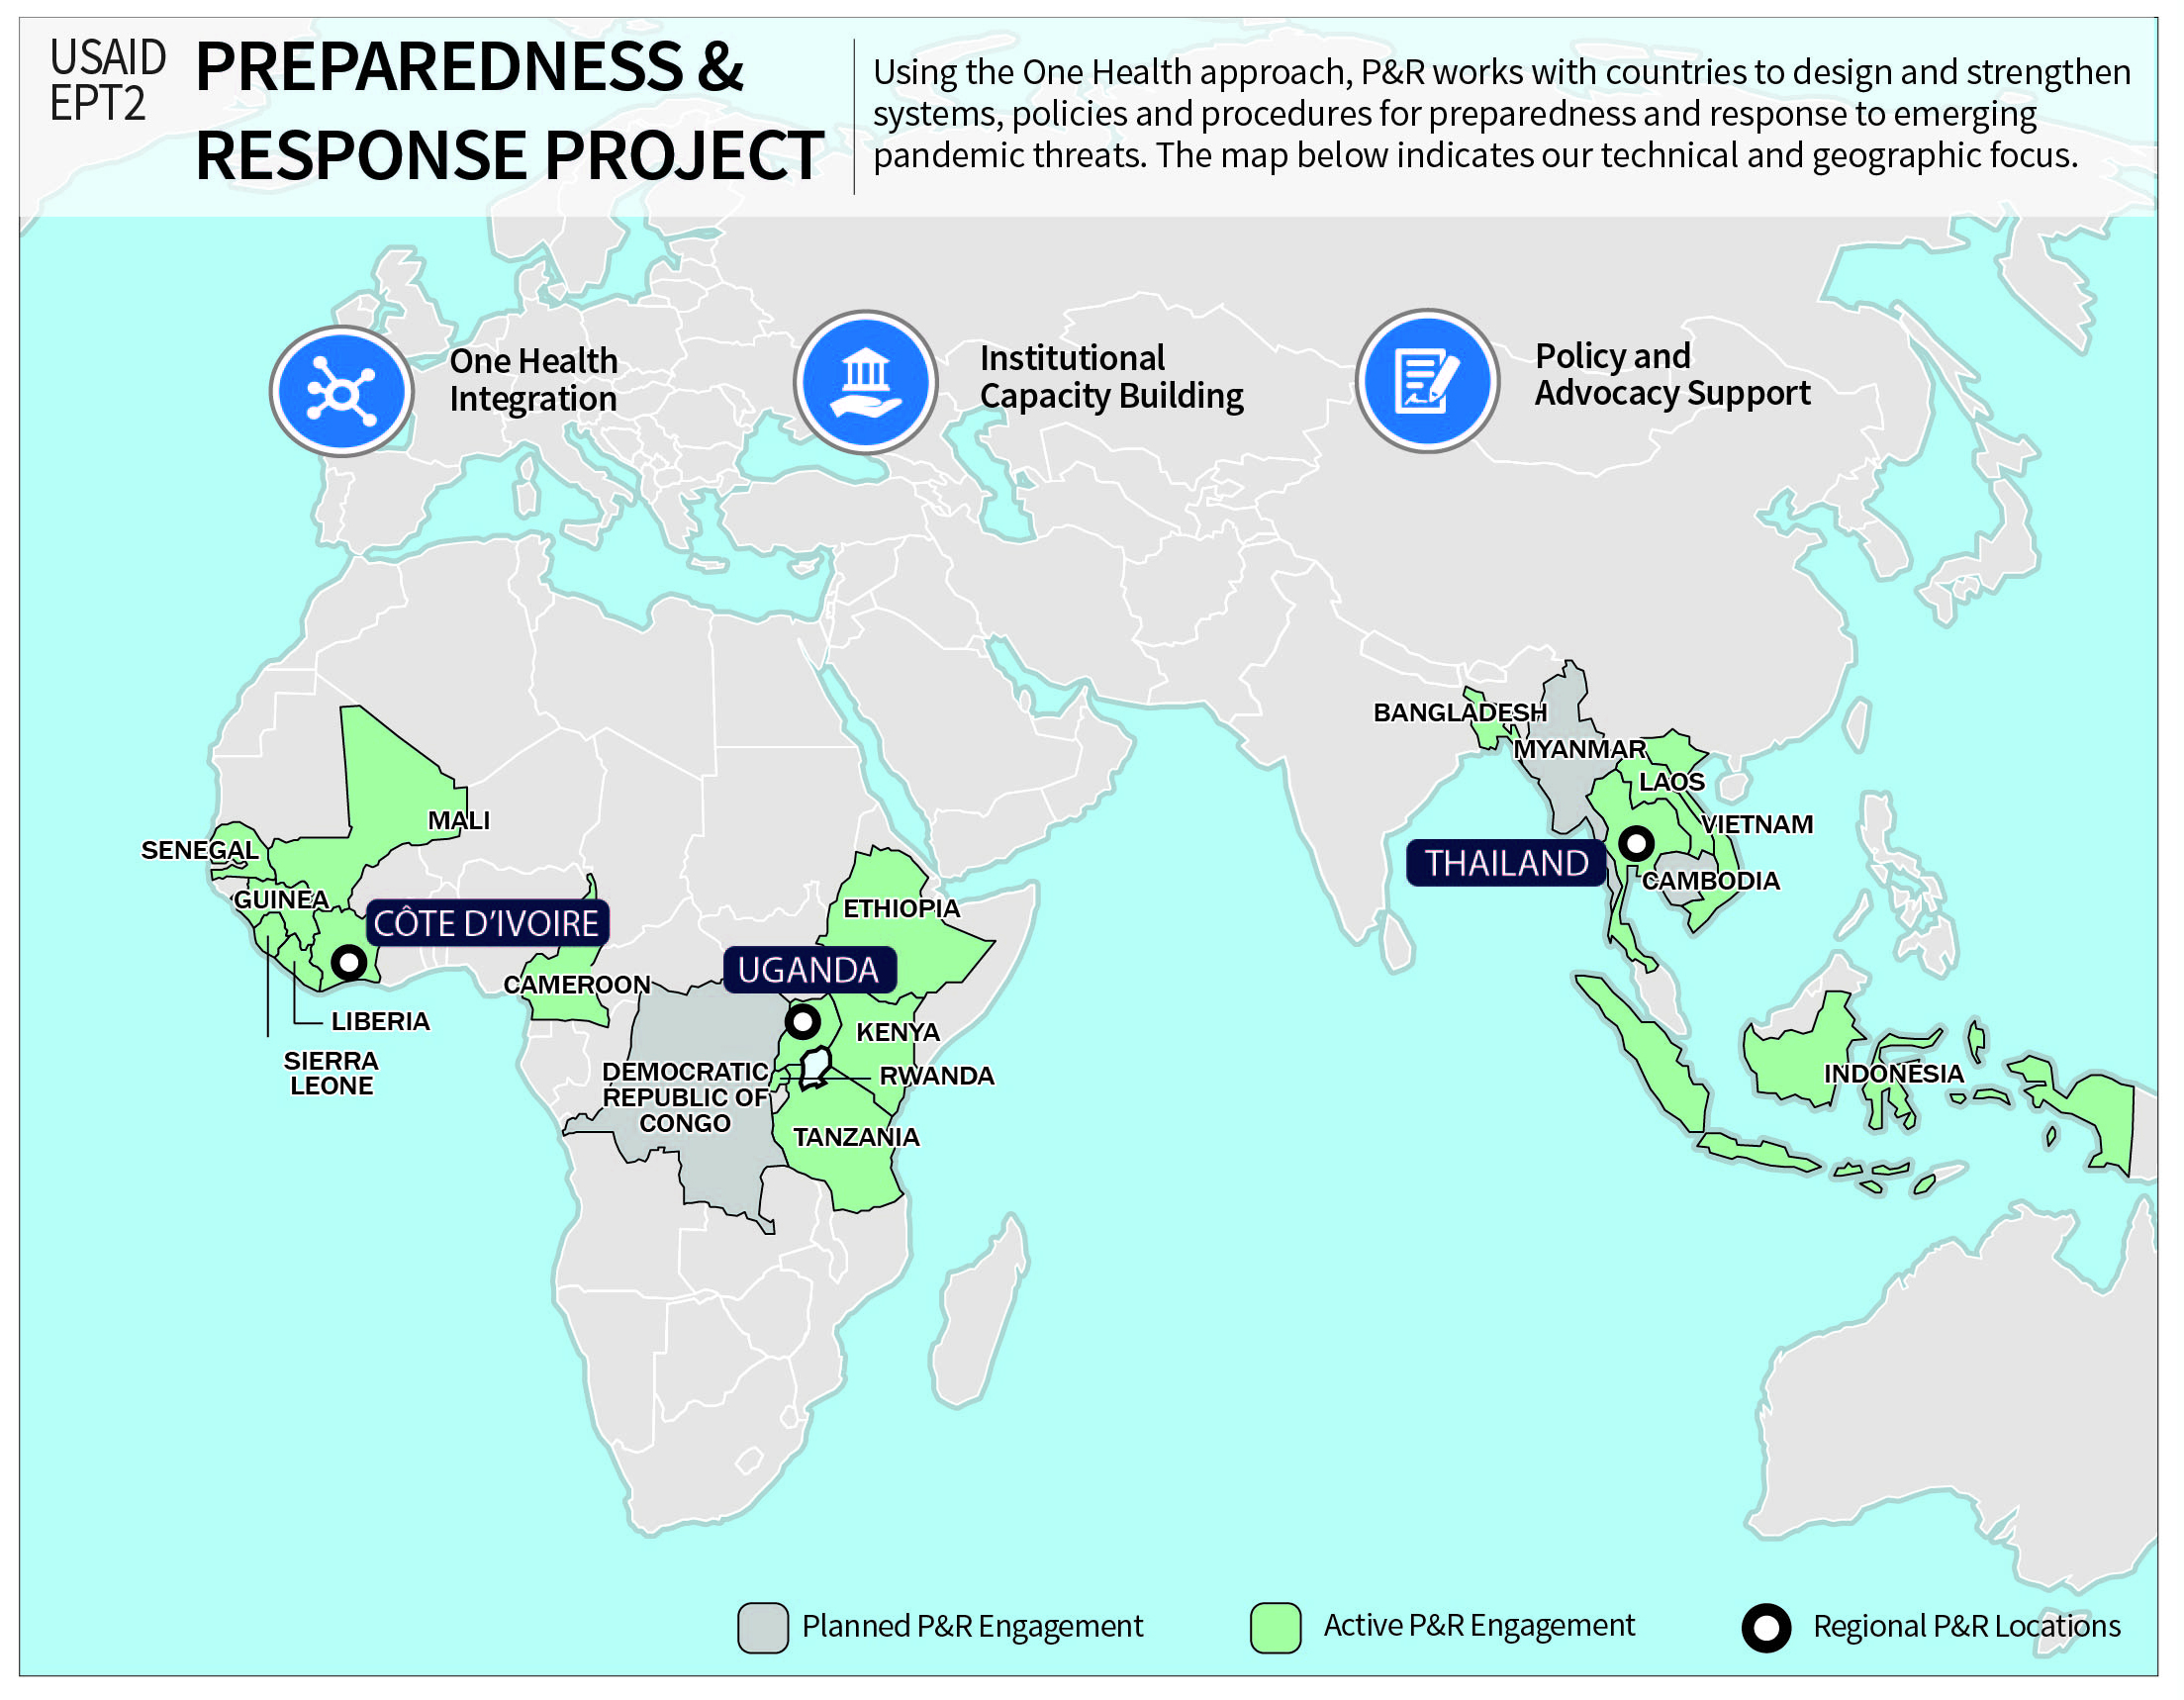 USAID
EPT2
PREPAREDNESS &
RESPONSE PROJECT
Using the One Health approach, P&R works with countries to design and strengthen
systems, policies and procedures for preparedness and response to emerging
pandemic threats. The map below indicates our technical and geographic focus.
One Health
Integration
Institutional
Capacity Building
Policy and
Advocacy Support
MALI
SENEGAL
GUINEA
CÔTE D'IVOIRE
LIBERIA
SIERRA
LEONE
CAMEROON
ETHIOPIA
UGANDA
KENYA
RWANDA
DEMOCRATIC
REPUBLIC OF
CONGO
TANZANIA
BANGLADESH
MYANMAR
LAOS
VIETNAM
THAILAND
CAMBODIA
INDONESIA
Planned P&R Engagement
Active P&R Engagement
Regional P&R Locations